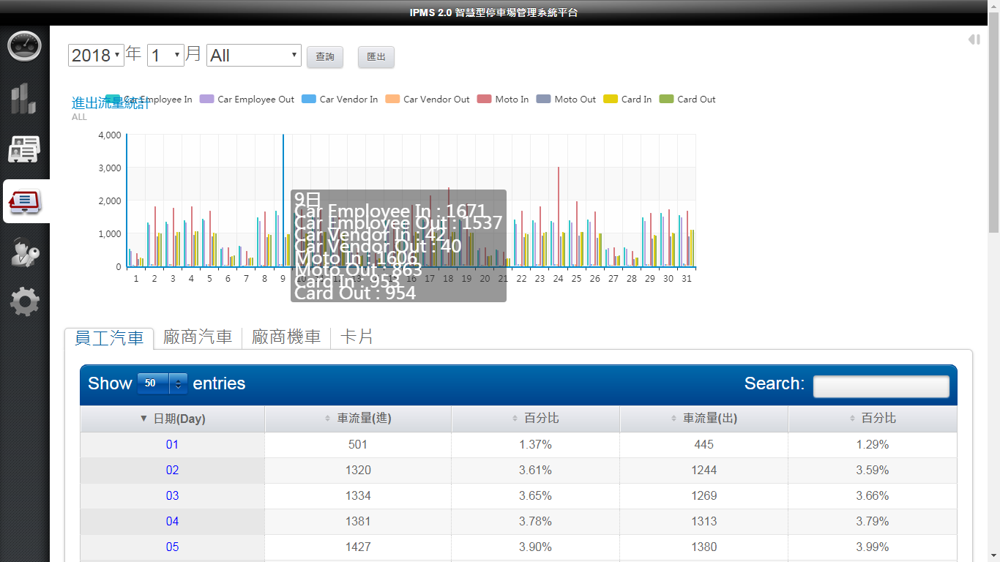 IPMS 2.0 智慧型停車場管理系統平台
2018 年 1 月 All 查詢 匯出
進出流量統計
ALL
Car Employee In Car Employee Out Car Vendor In Car Vendor Out Moto In Moto Out Card In Card Out
4,000
3,000
2,000
1,000
0
9日
Car Employee In : 1671
Car Employee Out : 1537
Car Vendor In : 42
Car Vendor Out : 40
Moto In : 1606
Moto Out : 863
Card In : 953
Card Out : 954
1 2 3 4 5 6 7 8 9 10 11 12 13 14 15 16 17 18 19 20 21 22 23 24 25 26 27 28 29 30 31
員工汽車 廠商汽車 廠商機車 卡片
Show 50 entries Search:
日期(Day) 車流量(進) 百分比 車流量(出) 百分比
01 501 1.37% 445 1.29%
02 1320 3.61% 1244 3.59%
03 1334 3.65% 1269 3.66%
04 1381 3.78% 1313 3.79%
05 1427 3.90% 1380 3.99%